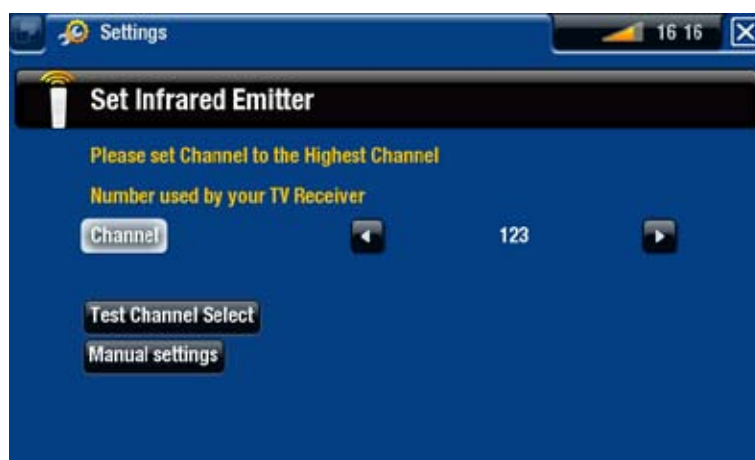 Settings
16 16
Set Infrared Emitter
Please set Channel to the Highest Channel
Number used by your TV Receiver
Channel 123
Test Channel Select
Manual settings